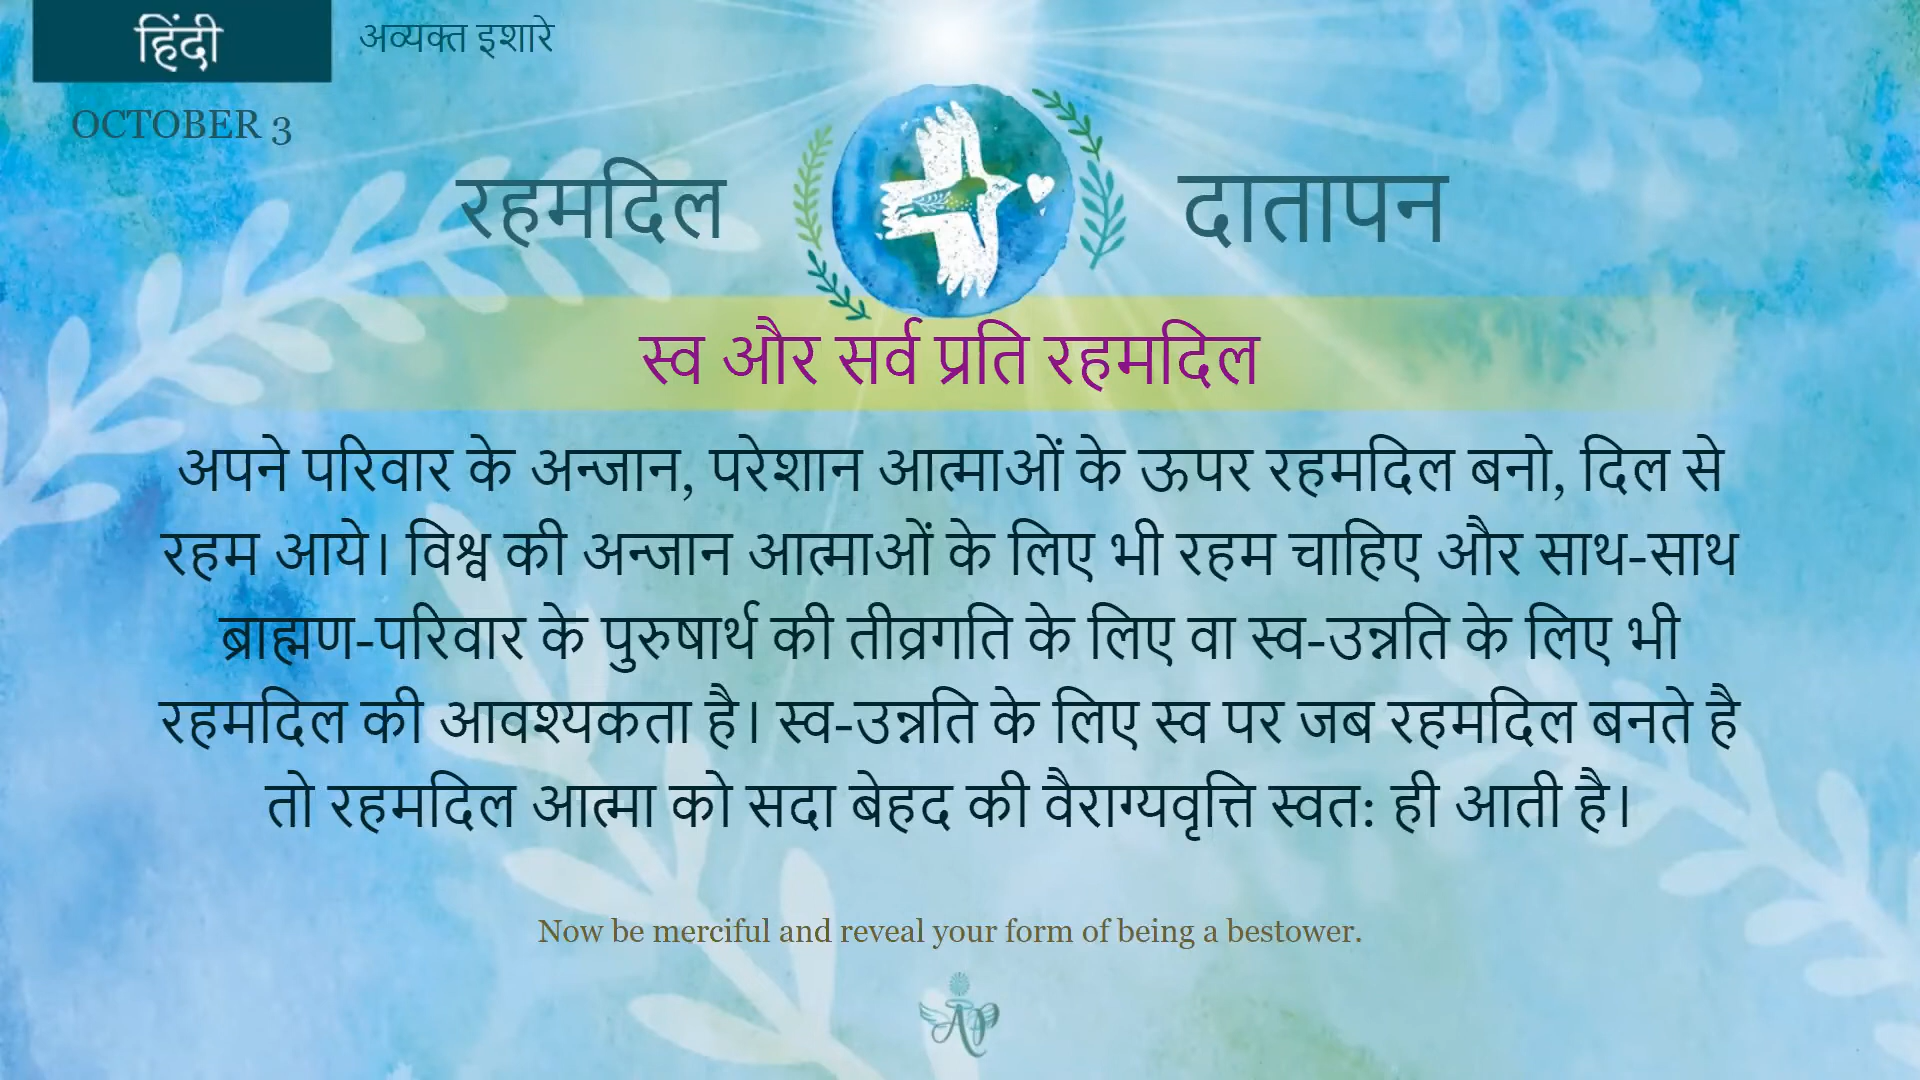 हिंदी
अव्यक्त इशारे
OCTOBER 3
रहमदिल
दातापन
स्व और सर्व प्रति रहमदिल
अपने परिवार के अन्जान, परेशान आत्माओं के ऊपर रहमदिल बनो, दिल से
रहम आये। विश्व की अन्जान आत्माओं के लिए भी रहम चाहिए और साथ-साथ
ब्राह्मण-परिवार के पुरुषार्थ की तीव्रगति के लिए वा स्व-उन्नति के लिए भी
रहमदिल की आवश्यकता है। स्व-उन्नति के लिए स्व पर जब रहमदिल बनते है
तो रहमदिल आत्मा को सदा बेहद की वैराग्यवृत्ति स्वत: ही आती है।
Now be merciful and reveal your form of being a bestower.